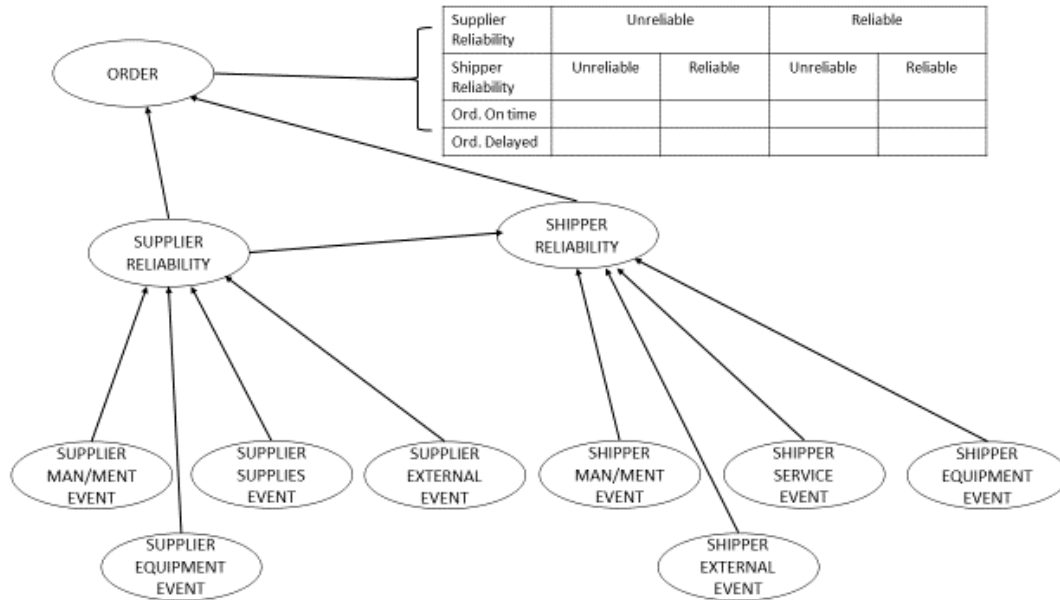 Supplier Reliability
Unreliable
Reliable
Shipper Reliability
Unreliable
Reliable
Unreliable
Reliable
Ord. On time
Ord. Delayed
ORDER
SUPPLIER
RELIABILITY
SHIPPER
RELIABILITY
SUPPLIER
MAN/MENT
EVENT
SUPPLIER
SUPPLIES
EVENT
SUPPLIER
EXTERNAL
EVENT
SHIPPER
MAN/MENT
EVENT
SHIPPER
SERVICE
EVENT
SHIPPER
EQUIPMENT
EVENT
SUPPLIER
EQUIPMENT
EVENT
SHIPPER
EXTERNAL
EVENT